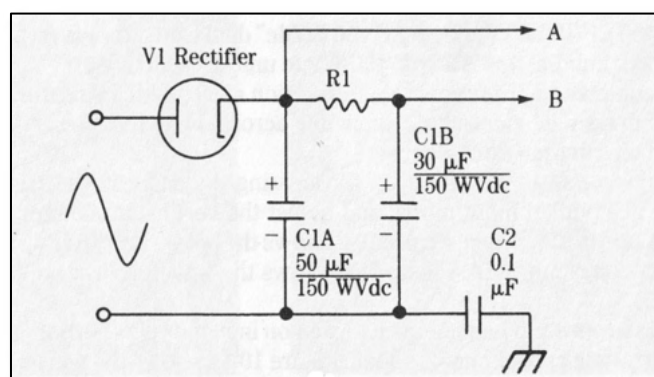 A
V1 Rectifier
R1
B
C1B
30 µF
150 WVdc
+
−
+
−
C1A
50 µF
150 WVdc
C2
0.1
µF